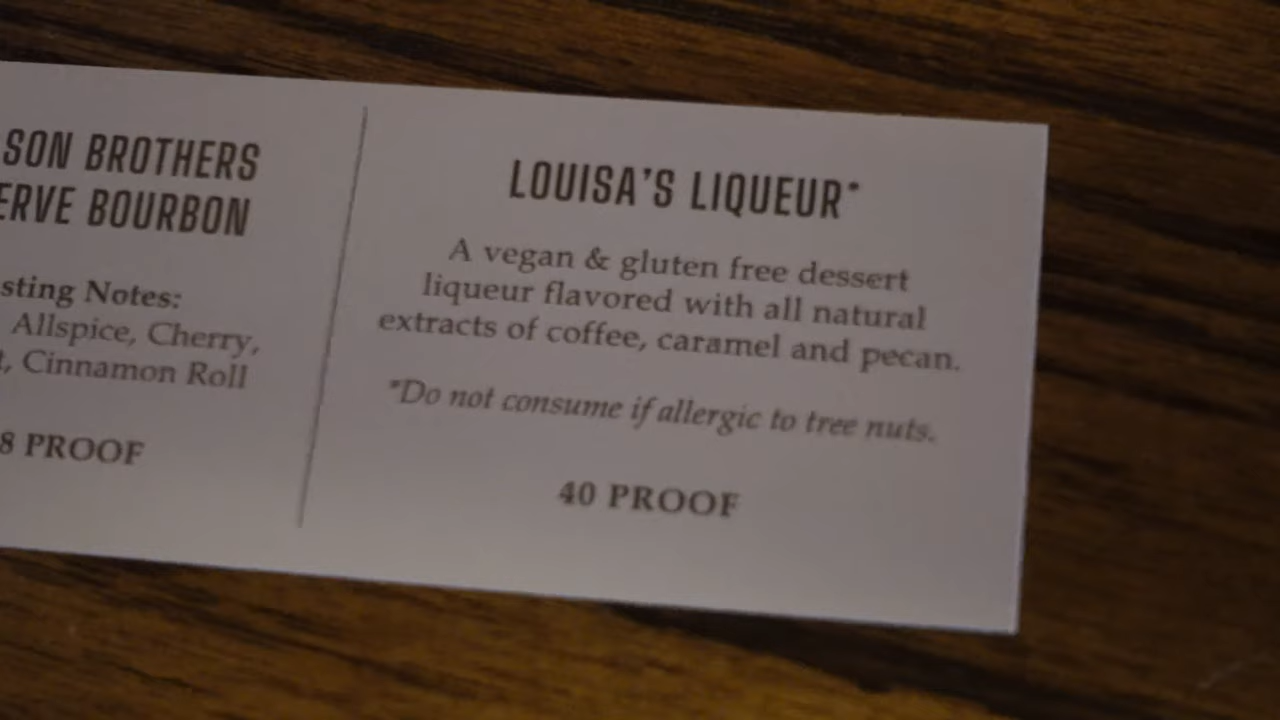 SON BROTHERS
ERVE BOURBON
sting Notes:
Allspice, Cherry,
t, Cinnamon Roll
8 PROOF
LOUISA'S LIQUEUR*
A vegan & gluten free dessert
liqueur flavored with all natural
extracts of coffee, caramel and pecan.
*Do not consume if allergic to tree nuts.
40 PROOF